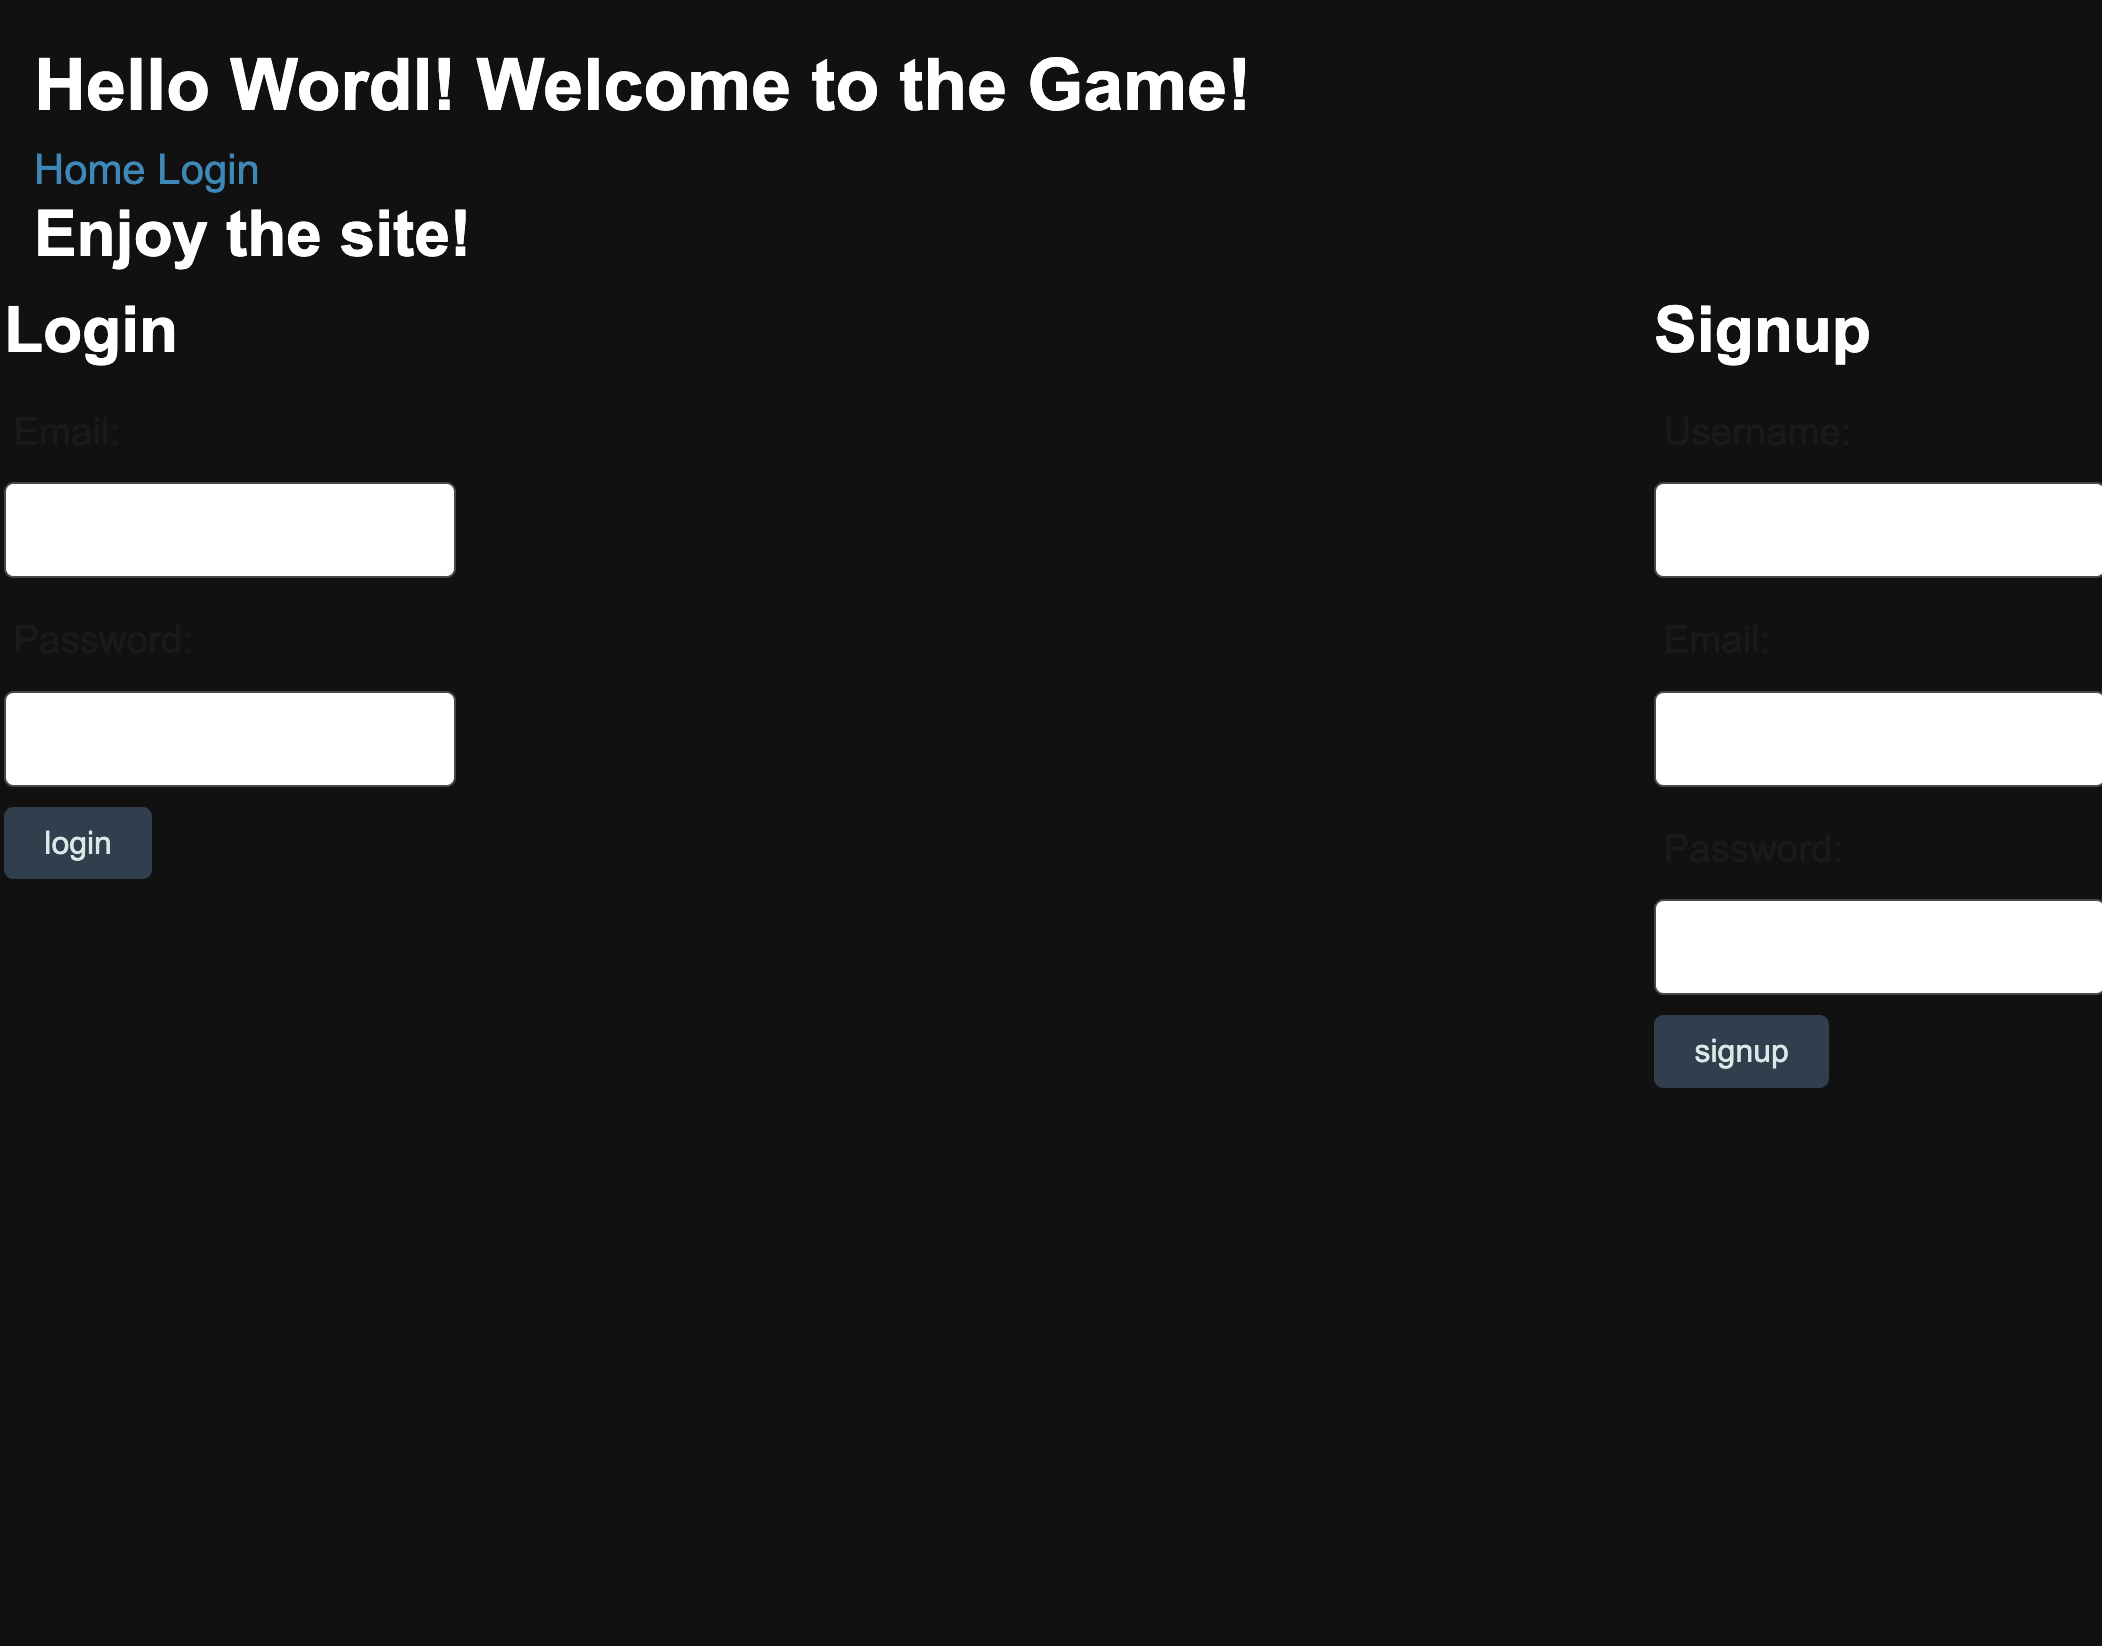 Hello Wordl! Welcome to the Game!
Home Login
Enjoy the site!
Login
Email:
Password:
login
Signup
Username:
Email:
Password:
signup